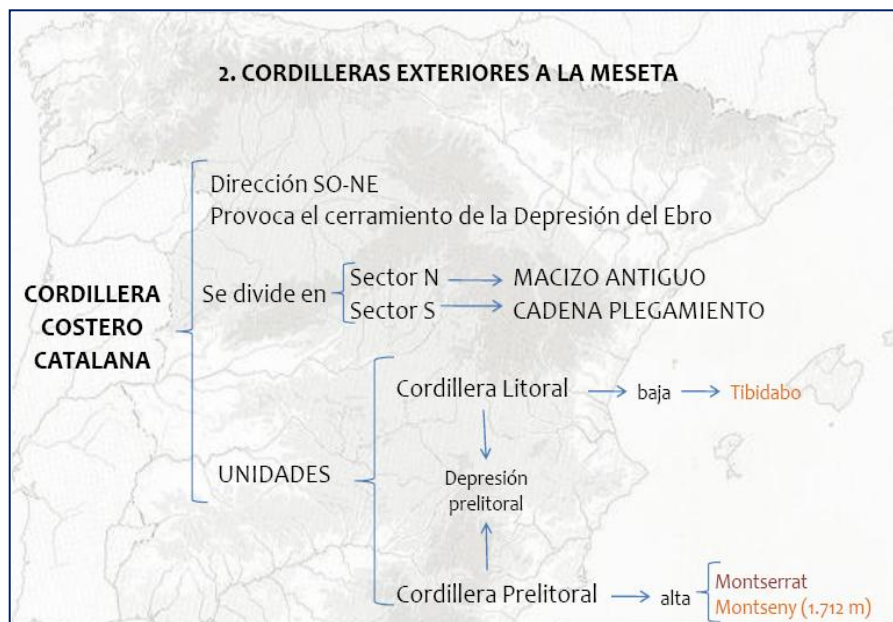 2. CORDILLERAS EXTERIORES A LA MESETA
Dirección SO-NE
Provoca el cerramiento de la Depresión del Ebro
CORDILLERA
COSTERO
CATALANA
Se divide en
Sector N
MACIZO ANTIGUO
Sector S
CADENA PLEGAMIENTO
UNIDADES
Cordillera Litoral
baja
Tibidabo
Depresión
prelitoral
Cordillera Prelitoral
alta
Montserrat
Montseny (1.712 m)